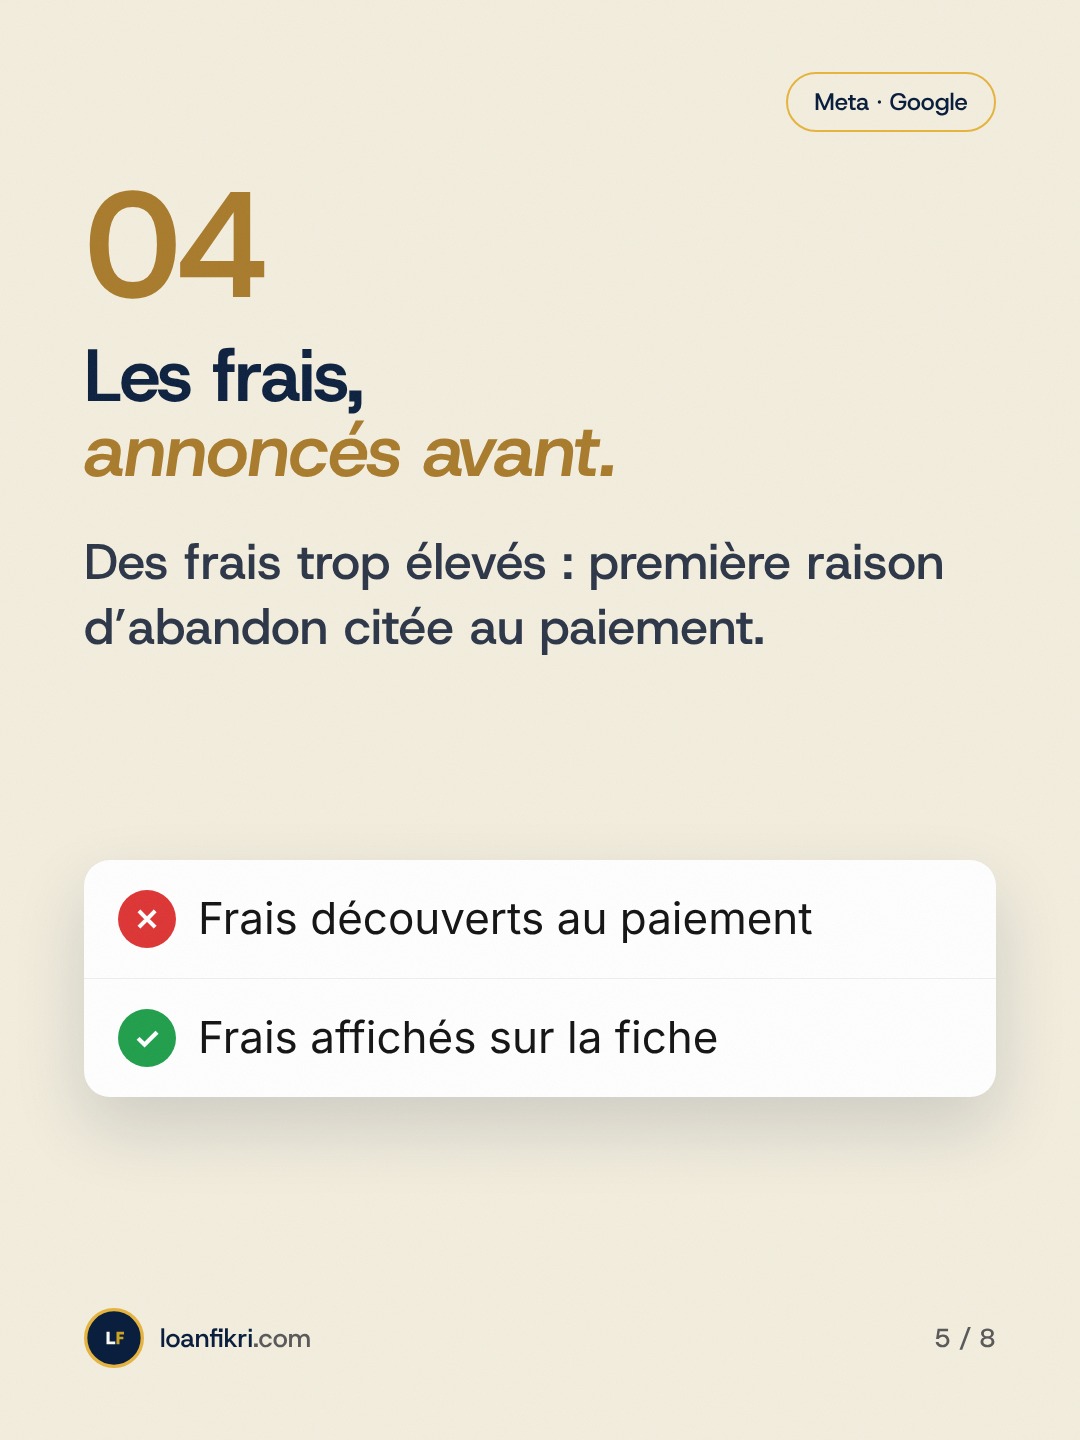 Meta · Google
04
Les frais,
annoncés avant.
Des frais trop élevés : première raison
d’abandon citée au paiement.
Frais découverts au paiement
Frais affichés sur la fiche
LF
loanfikri.com
5 / 8